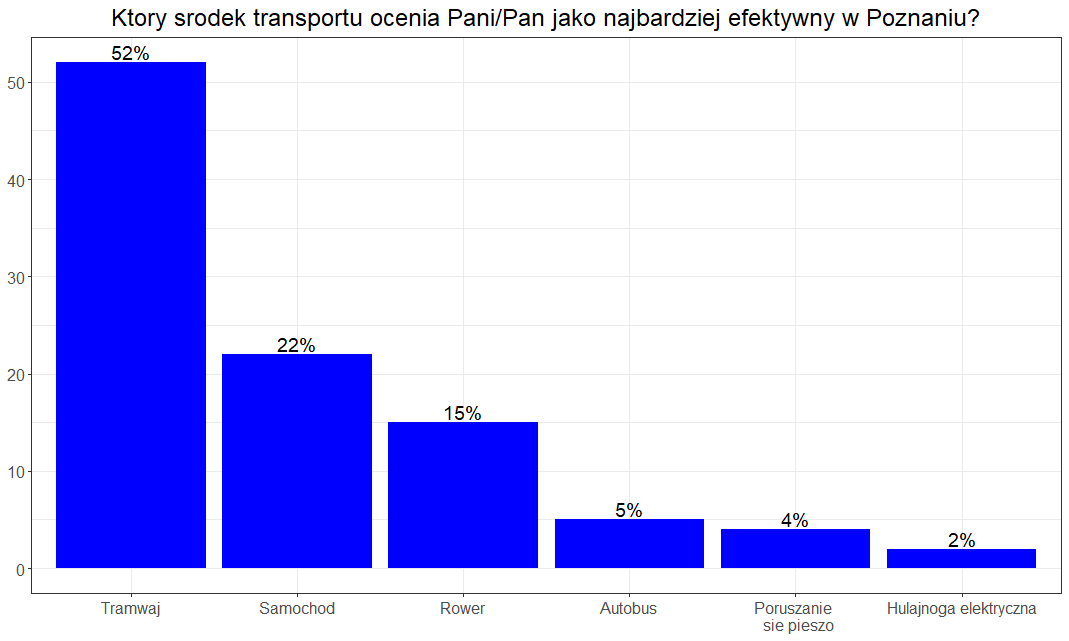 Ktory srodek transportu ocenia Pani/Pan jako najbardziej efektywny w Poznaniu?
52%
22%
15%
5%
4%
2%
50
40
30
20
10
0
Tramwaj
Samochod
Rower
Autobus
Poruszanie
sie pieszo
Hulajnoga elektryczna